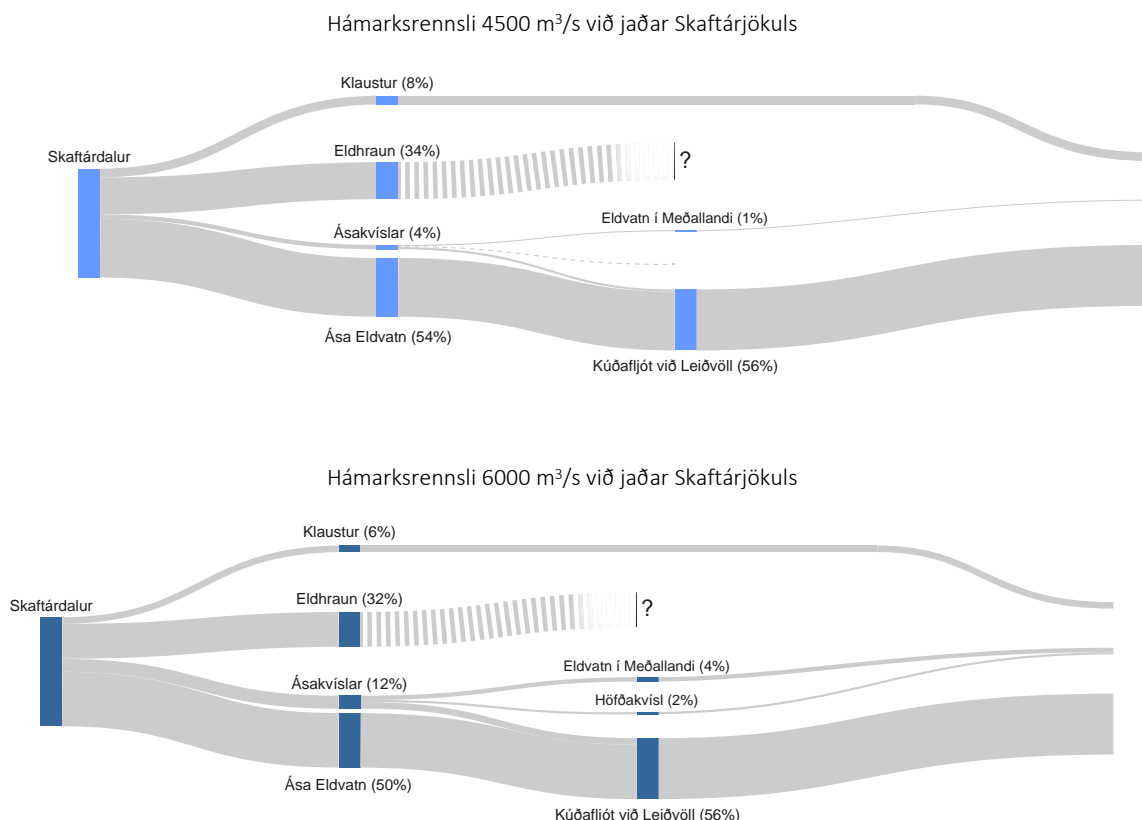 Hámarksrennsli 4500 m³/s við jaðar Skaftárjökuls
Klaustur (8%)
Skaftárdalur
Eldhraun (34%)
?
Eldvatn í Meðallandi (1%)
Ásakvíslar (4%)
Ása Eldvatn (54%)
Kúðafljót við Leiðvöll (56%)
Hámarksrennsli 6000 m³/s við jaðar Skaftárjökuls
Klaustur (6%)
Skaftárdalur
Eldhraun (32%)
?
Eldvatn í Meðallandi (4%)
Ásakvíslar (12%)
Höfðakvísl (2%)
Ása Eldvatn (50%)
Kúðafljót við Leiðvöll (56%)